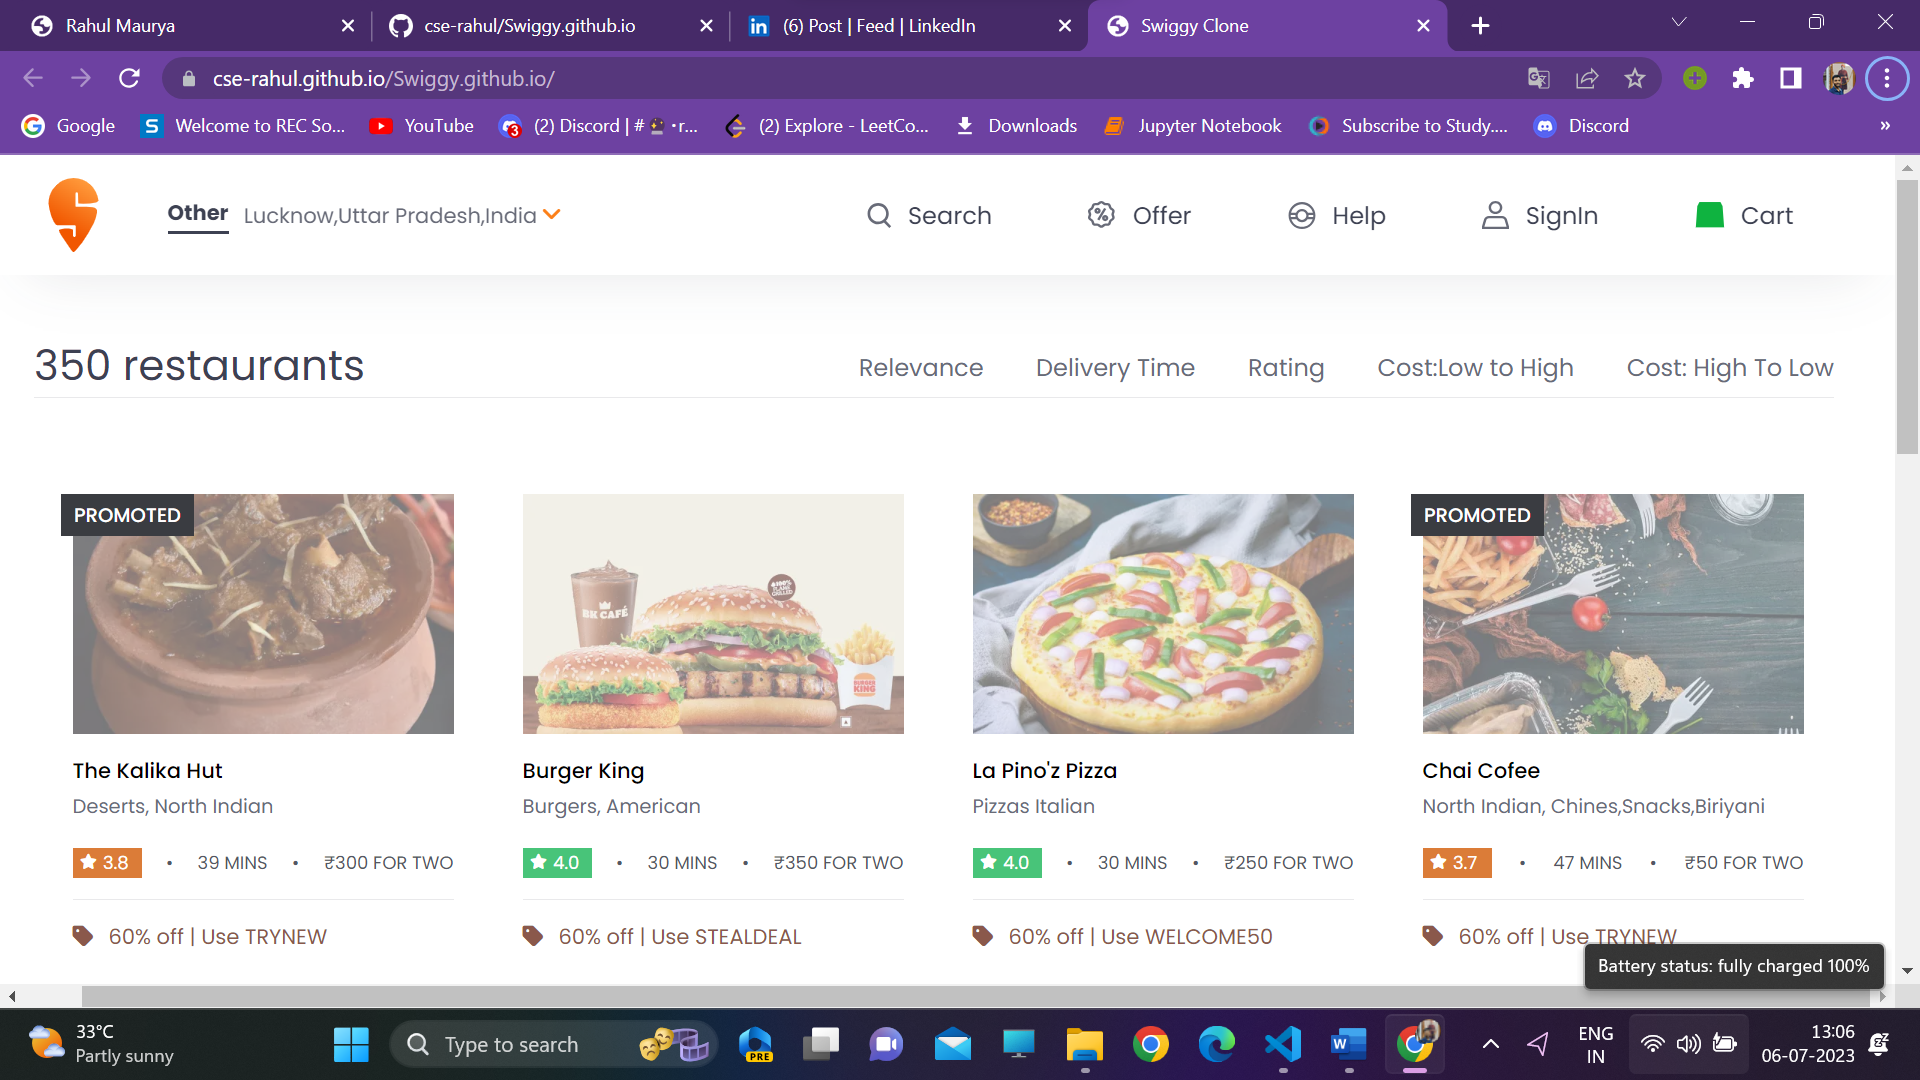 Rahul Maurya
cse-rahul/Swiggy.github.io
(6) Post | Feed | LinkedIn
Swiggy Clone
cse-rahul.github.io/Swiggy.github.io/
Google
Welcome to REC So...
YouTube
(2) Discord | #
• r...
(2) Explore - LeetCo...
Downloads
Jupyter Notebook
Subscribe to Study....
Discord
»
Other Lucknow,Uttar Pradesh,India
Search
Offer
Help
SignIn
Cart
350 restaurants
Relevance
Delivery Time
Rating
Cost:Low to High
Cost: High To Low
PROMOTED
BK CAFÉ
BURGER KING
PROMOTED
The Kalika Hut
Deserts, North Indian
3.8 • 39 MINS • ₹300 FOR TWO
60% off | Use TRYNEW
Burger King
Burgers, American
4.0 • 30 MINS • ₹350 FOR TWO
60% off | Use STEALDEAL
La Pino'z Pizza
Pizzas Italian
4.0 • 30 MINS • ₹250 FOR TWO
60% off | Use WELCOME50
Chai Cofee
North Indian, Chines,Snacks,Biriyani
3.7 • 47 MINS • ₹50 FOR TWO
60% off | Use TRYNEW
Battery status: fully charged 100%
33°C
Partly sunny
Type to search
PRE
ENG
IN
13:06
06-07-2023